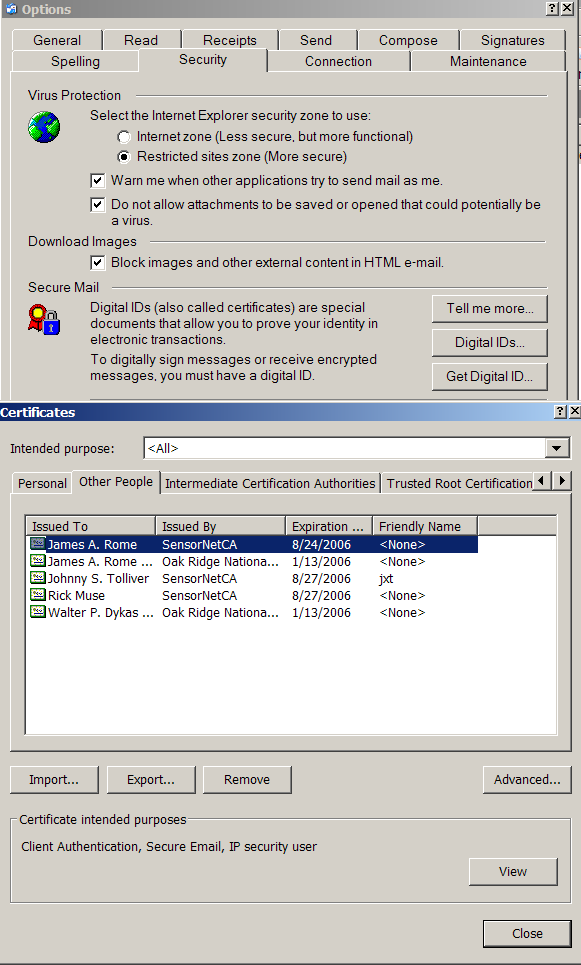 Options
General Read Receipts Send Compose Signatures
Spelling Security Connection Maintenance
Virus Protection
Select the Internet Explorer security zone to use:
Internet zone (Less secure, but more functional)
Restricted sites zone (More secure)
Warn me when other applications try to send mail as me.
Do not allow attachments to be saved or opened that could potentially be
a virus.
Download Images
Block images and other external content in HTML e-mail.
Secure Mail
Digital IDs (also called certificates) are special
documents that allow you to prove your identity in
electronic transactions.
To digitally sign messages or receive encrypted
messages, you must have a digital ID.
Tell me more...
Digital IDs...
Get Digital ID...
Certificates
Intended purpose: <All>
Personal Other People Intermediate Certification Authorities Trusted Root Certification
Issued To Issued By Expiration ... Friendly Name
James A. Rome SensorNetCA 8/24/2006 <None>
James A. Rome ... Oak Ridge Nationa... 1/13/2006 <None>
Johnny S. Tolliver SensorNetCA 8/27/2006 jxt
Rick Muse SensorNetCA 8/27/2006 <None>
Walter P. Dykas ... Oak Ridge Nationa... 1/13/2006 <None>
Import... Export... Remove Advanced...
Certificate intended purposes
Client Authentication, Secure Email, IP security user
View
Close